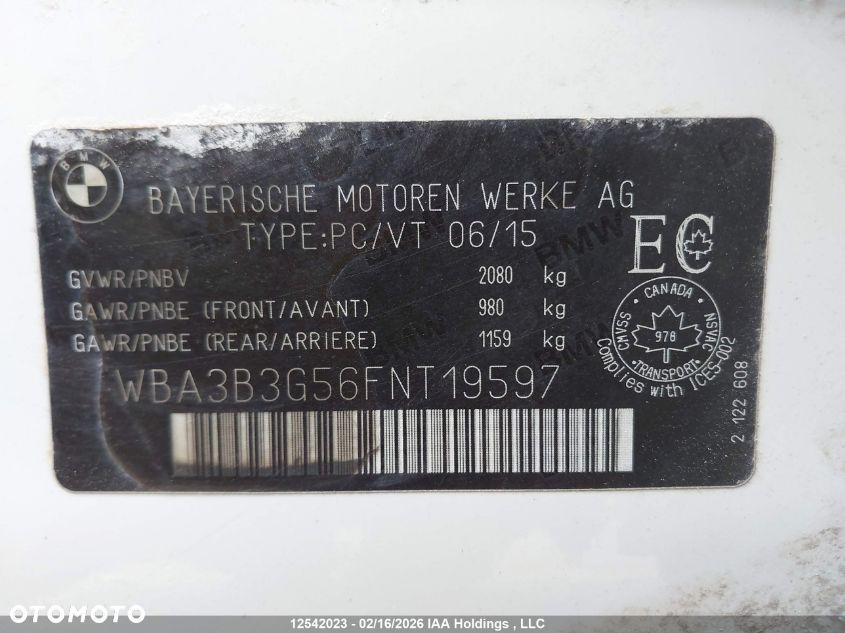 BMW
BAYERISCHE MOTOREN WERKE AG
TYPE:PC/VT 06/15
EC
GVWR/PNBV 2080 kg
GAWR/PNBE (FRONT/AVANT) 980 kg
GAWR/PNBE (REAR/ARRIERE) 1159 kg
CANADA
CMVSS
NSVAC
978
TRANSPORT
Complies with ICES-002
2 122 608
WBA3B3G56FNT19597
OTOMOTO
12542023 - 02/16/2026 IAA Holdings , LLC